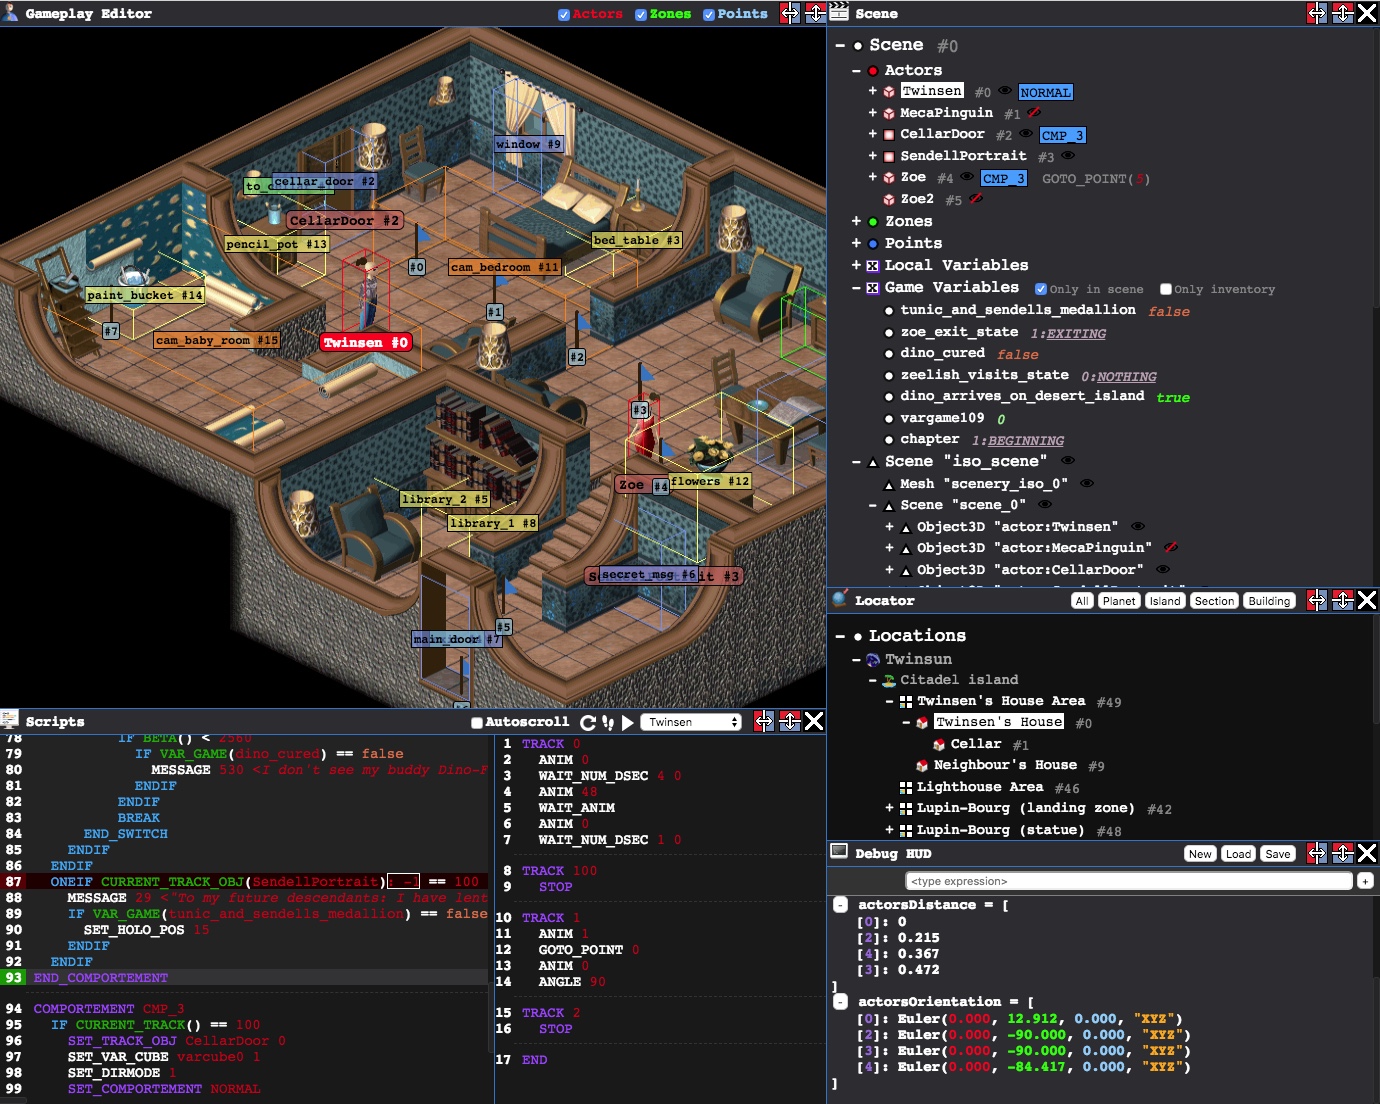 Gameplay Editor
Actors Zones Points
window #9
cellar_door #2
CellarDoor #2
pencil_pot #13
bed_table #3
#0
cam_bedroom #11
paint_bucket #14
#1
#7
cam_baby_room #15
Twinsen #0
#2
#3
Zoe #4
flowers #12
library_2 #5
library_1 #8
secret_msg #6
#3
#5
main_door #7
Scene
Scene #0
Actors
Twinsen #0 NORMAL
MecaPinguin #1
CellarDoor #2 CMP_3
SendellPortrait #3
Zoe #4 CMP_3 GOTO_POINT(5)
Zoe2 #5
Zones
Points
Local Variables
Game Variables Only in scene Only inventory
tunic_and_sendells_medallion false
zoe_exit_state 1:EXITING
dino_cured false
zeelish_visits_state 0:NOTHING
dino_arrives_on_desert_island true
vargame109 0
chapter 1:BEGINNING
Scene "iso_scene"
Mesh "scenery_iso_0"
Scene "scene_0"
Object3D "actor:Twinsen"
Object3D "actor:MecaPinguin"
Object3D "actor:CellarDoor"
Locator All Planet Island Section Building
Locations
Twinsun
Citadel island
Twinsen's House Area #49
Twinsen's House #0
Cellar #1
Neighbour's House #9
Lighthouse Area #46
Lupin-Bourg (landing zone) #42
Lupin-Bourg (statue) #48
Scripts Autoscroll Twinsen
78 IF BETA() < 2560
79 IF VAR_GAME(dino_cured) == false
80 MESSAGE 530 <I don't see my buddy Dino-F
81 ENDIF
82 ENDIF
83 BREAK
84 END_SWITCH
85 ENDIF
86 ENDIF
87 ONEIF CURRENT_TRACK_OBJ(SendellPortrait): -1 == 100
88 MESSAGE 29 <"To my future descendants: I have lent
89 IF VAR_GAME(tunic_and_sendells_medallion) == false
90 SET_HOLO_POS 15
91 ENDIF
92 ENDIF
93 END_COMPORTEMENT
94 COMPORTEMENT CMP_3
95 IF CURRENT_TRACK() == 100
96 SET_TRACK_OBJ CellarDoor 0
97 SET_VAR_CUBE varcube0 1
98 SET_DIRMODE 1
99 SET_COMPORTEMENT NORMAL
1 TRACK 0
2 ANIM 0
3 WAIT_NUM_DSEC 4 0
4 ANIM 48
5 WAIT_ANIM
6 ANIM 0
7 WAIT_NUM_DSEC 1 0
8 TRACK 100
9 STOP
10 TRACK 1
11 ANIM 1
12 GOTO_POINT 0
13 ANIM 0
14 ANGLE 90
15 TRACK 2
16 STOP
17 END
Debug HUD New Load Save
<type expression> +
- actorsDistance = [
[0]: 0
[2]: 0.215
[4]: 0.367
[3]: 0.472
]
- actorsOrientation = [
[0]: Euler(0.000, 12.912, 0.000, "XYZ")
[2]: Euler(0.000, -90.000, 0.000, "XYZ")
[3]: Euler(0.000, -90.000, 0.000, "XYZ")
[4]: Euler(0.000, -84.417, 0.000, "XYZ")
]